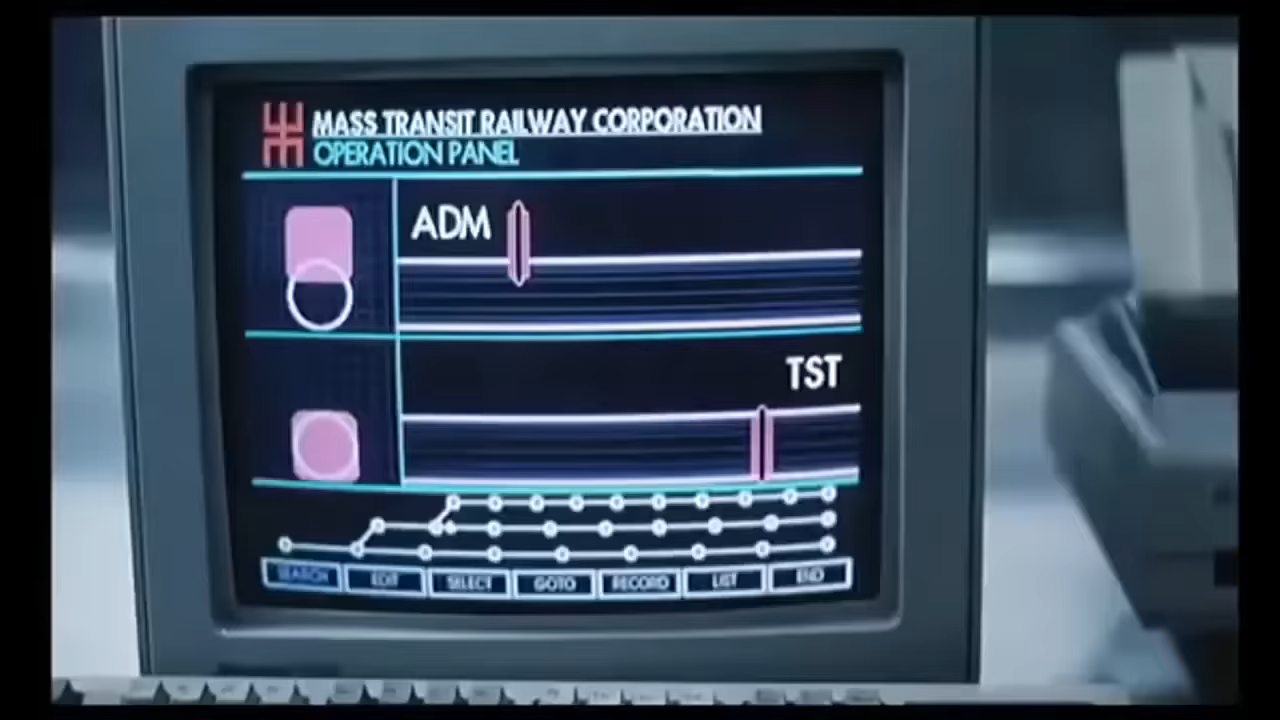 MASS TRANSIT RAILWAY CORPORATION
OPERATION PANEL
ADM
TST
SEARCH EDIT SELECT GOTO RECORD LIST END